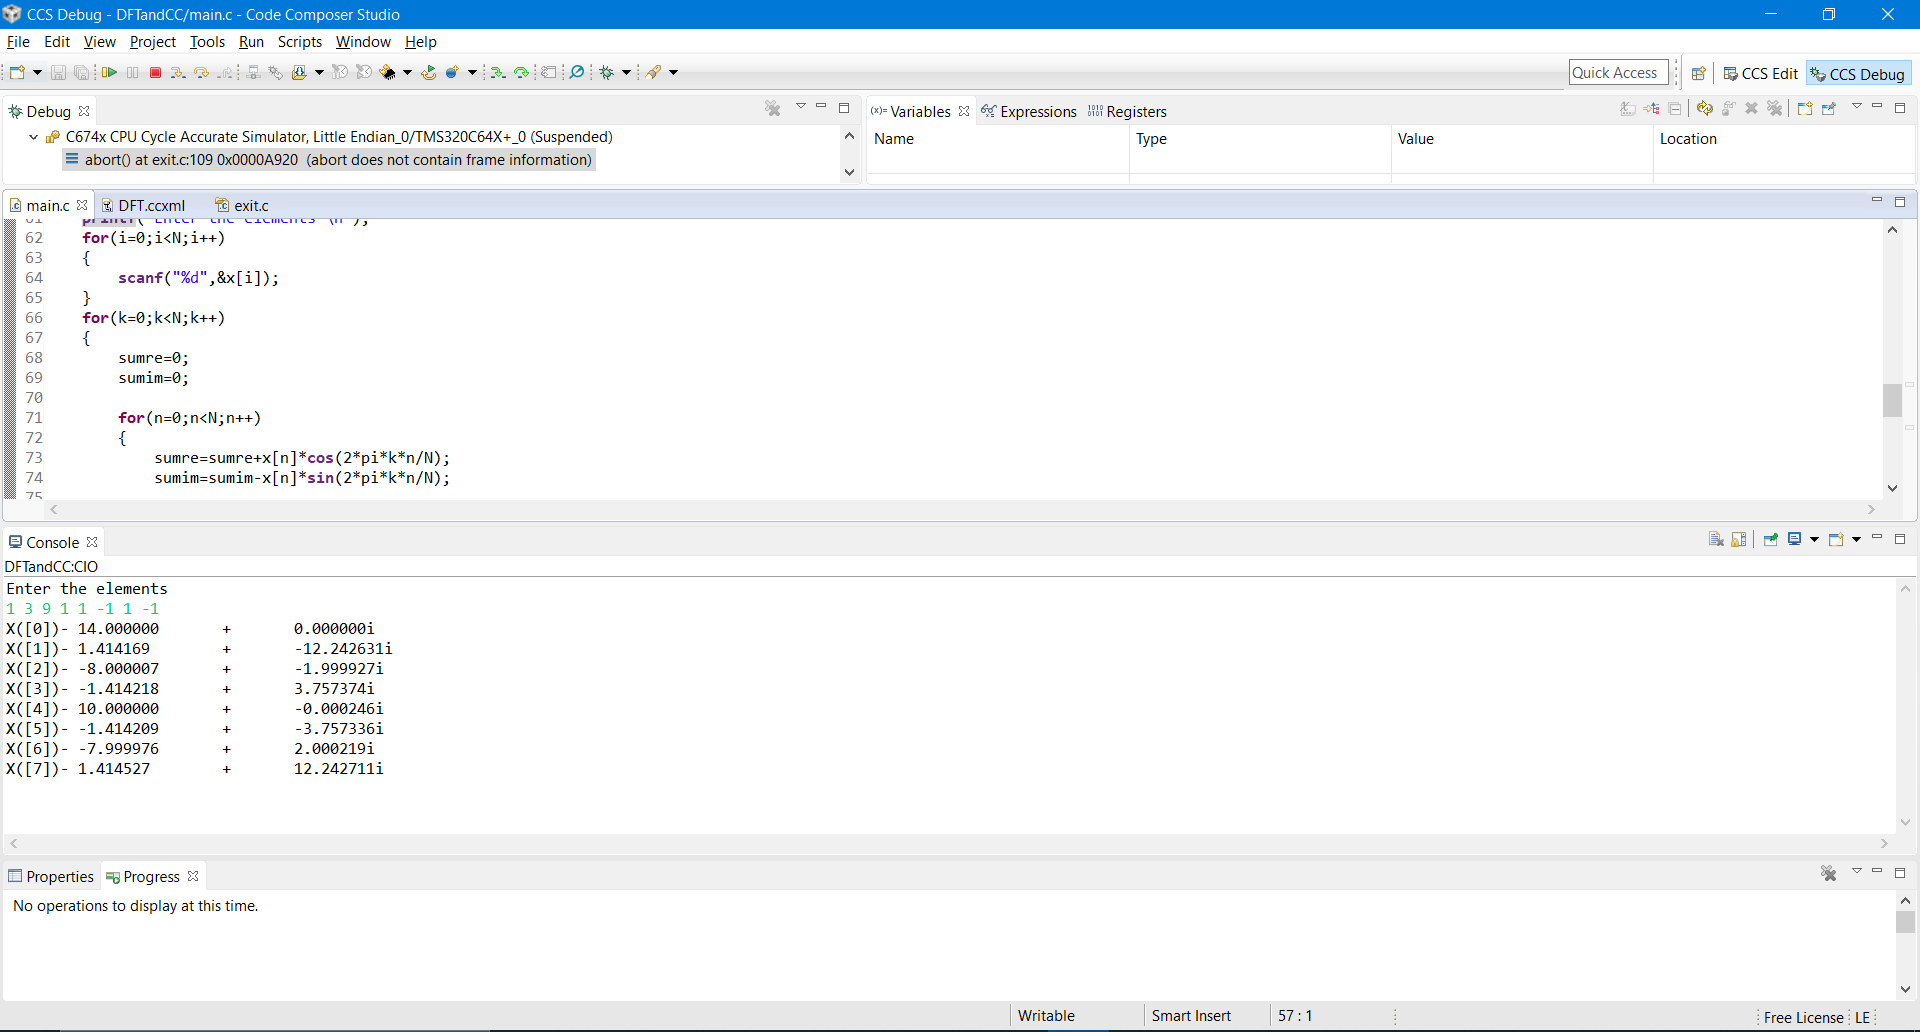 CCS Debug - DFTandCC/main.c - Code Composer Studio
File Edit View Project Tools Run Scripts Window Help
Quick Access CCS Edit CCS Debug
Debug
C674x CPU Cycle Accurate Simulator, Little Endian_0/TMS320C64X+_0 (Suspended)
abort() at exit.c:109 0x0000A920 (abort does not contain frame information)
(x)= Variables Expressions Registers
Name Type Value Location
main.c DFT.ccxml exit.c
61 printf("Enter the elements \n");
62 for(i=0;i<N;i++)
63 {
64 scanf("%d",&x[i]);
65 }
66 for(k=0;k<N;k++)
67 {
68 sumre=0;
69 sumim=0;
70
71 for(n=0;n<N;n++)
72 {
73 sumre=sumre+x[n]*cos(2*pi*k*n/N);
74 sumim=sumim-x[n]*sin(2*pi*k*n/N);
75
Console
DFTandCC:CIO
Enter the elements
1 3 9 1 1 -1 1 -1
X([0])- 14.000000 + 0.000000i
X([1])- 1.414169 + -12.242631i
X([2])- -8.000007 + -1.999927i
X([3])- -1.414218 + 3.757374i
X([4])- 10.000000 + -0.000246i
X([5])- -1.414209 + -3.757336i
X([6])- -7.999976 + 2.000219i
X([7])- 1.414527 + 12.242711i
Properties Progress
No operations to display at this time.
Writable Smart Insert 57 : 1 Free License LE